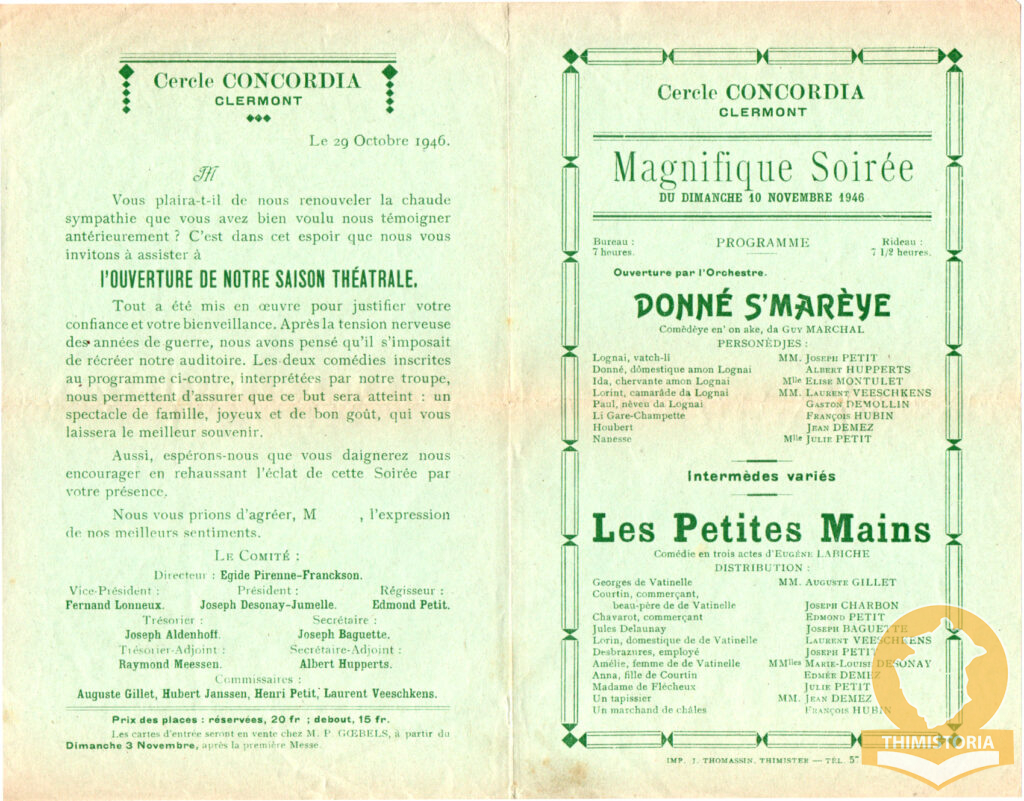 Cercle CONCORDIA
CLERMONT
Le 29 Octobre 1946.
M
Vous plaira-t-il de nous renouveler la chaude
sympathie que vous avez bien voulu nous témoigner
antérieurement ? C'est dans cet espoir que nous vous
invitons à assister à
l'OUVERTURE DE NOTRE SAISON THÉATRALE.
Tout a été mis en œuvre pour justifier votre
confiance et votre bienveillance. Après la tension nerveuse
des années de guerre, nous avons pensé qu'il s'imposait
de récréer notre auditoire. Les deux comédies inscrites
au programme ci-contre, interprétées par notre troupe,
nous permettent d'assurer que ce but sera atteint : un
spectacle de famille, joyeux et de bon goût, qui vous
laissera le meilleur souvenir.
Aussi, espérons-nous que vous daignerez nous
encourager en rehaussant l'éclat de cette Soirée par
votre présence.
Nous vous prions d'agréer, M , l'expression
de nos meilleurs sentiments.
LE COMITÉ :
Directeur : Egide Pirenne-Franckson.
Vice-Président : Président : Régisseur :
Fernand Lonneux. Joseph Desonay-Jumelle. Edmond Petit.
Trésorier : Secrétaire :
Joseph Aldenhoff. Joseph Baguette.
Trésorier-Adjoint : Secrétaire-Adjoint :
Raymond Meessen. Albert Hupperts.
Commissaires :
Auguste Gillet, Hubert Janssen, Henri Petit, Laurent Veeschkens.
Prix des places : réservées, 20 fr ; debout, 15 fr.
Les cartes d'entrée seront en vente chez M. P. GŒBELS, à partir du
Dimanche 3 Novembre, après la première Messe.
Cercle CONCORDIA
CLERMONT
Magnifique Soirée
DU DIMANCHE 10 NOVEMBRE 1946
Bureau : PROGRAMME Rideau :
7 heures. 7 1/2 heures.
Ouverture par l'Orchestre.
DONNÉ S'MARÈYE
Comèdèye en' on ake, da GUY MARCHAL
PERSONÈDJES :
Lognai, vatch-li MM. JOSEPH PETIT
Donné, dômestique amon Lognai ALBERT HUPPERTS
Ida, chervante amon Lognai Mlle ELISE MONTULET
Lorint, camarâde da Lognai MM. LAURENT VEESCHKENS
Paul, nèveu da Lognai GASTON DEMOLLIN
Li Gare-Champette FRANÇOIS HUBIN
Houbert JEAN DEMEZ
Nanesse Mlle JULIE PETIT
Intermèdes variés
Les Petites Mains
Comédie en trois actes d'EUGÈNE LABICHE
DISTRIBUTION :
Georges de Vatinelle MM. AUGUSTE GILLET
Courtin, commerçant,
beau-père de de Vatinelle JOSEPH CHARBON
Chavarot, commerçant EDMOND PETIT
Jules Delaunay JOSEPH BAGUETTE
Lorin, domestique de de Vatinelle LAURENT VEESCHKENS
Desbrazures, employé JOSEPH PETIT
Amélie, femme de de Vatinelle MMlles MARIE-LOUISE DESONAY
Anna, fille de Courtin EDMÉE DEMEZ
Madame de Flécheux JULIE PETIT
Un tapissier MM. JEAN DEMEZ
Un marchand de châles FRANÇOIS HUBIN
IMP. J. THOMASSIN, THIMISTER — TÉL. 57
THIMISTORIA